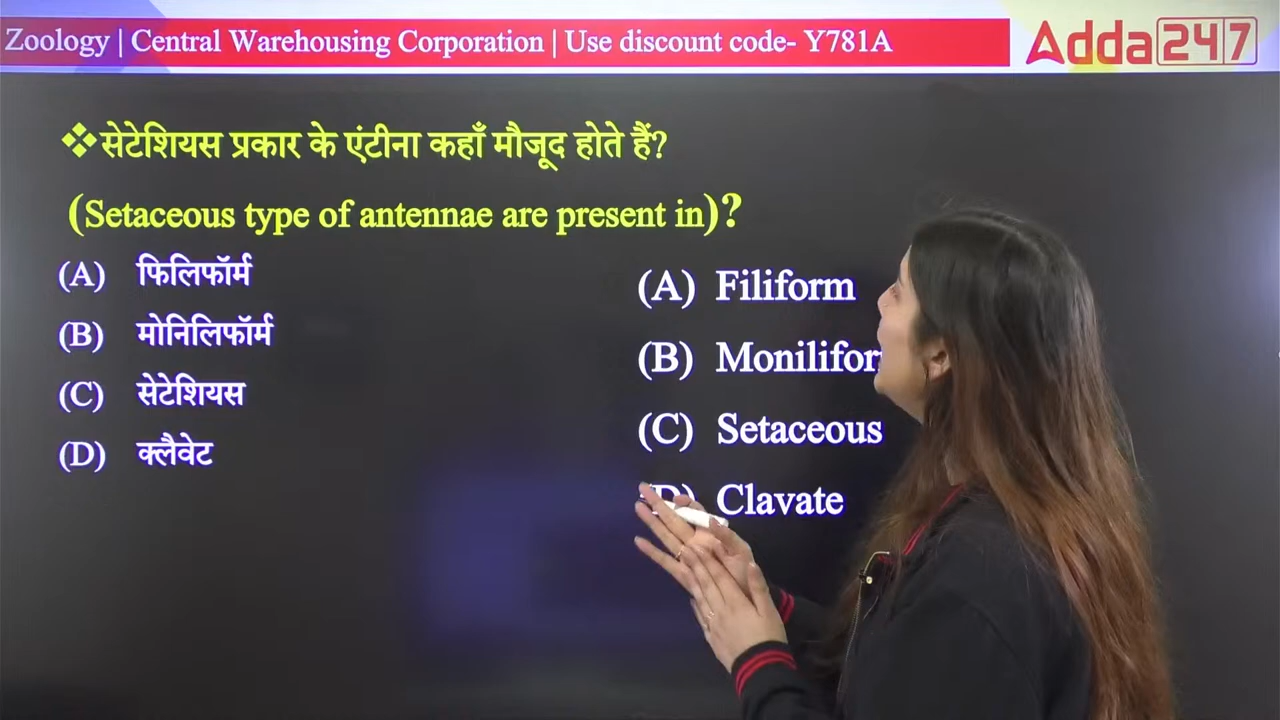 Zoology | Central Warehousing Corporation | Use discount code- Y781A
Adda247
❖सेटेशियस प्रकार के एंटीना कहाँ मौजूद होते हैं?
(Setaceous type of antennae are present in)?
(A) फिलिफॉर्म
(B) मोनिलिफॉर्म
(C) सेटेशियस
(D) क्लैवेट
(A) Filiform
(B)
(C) Setaceous
(D) Clavate